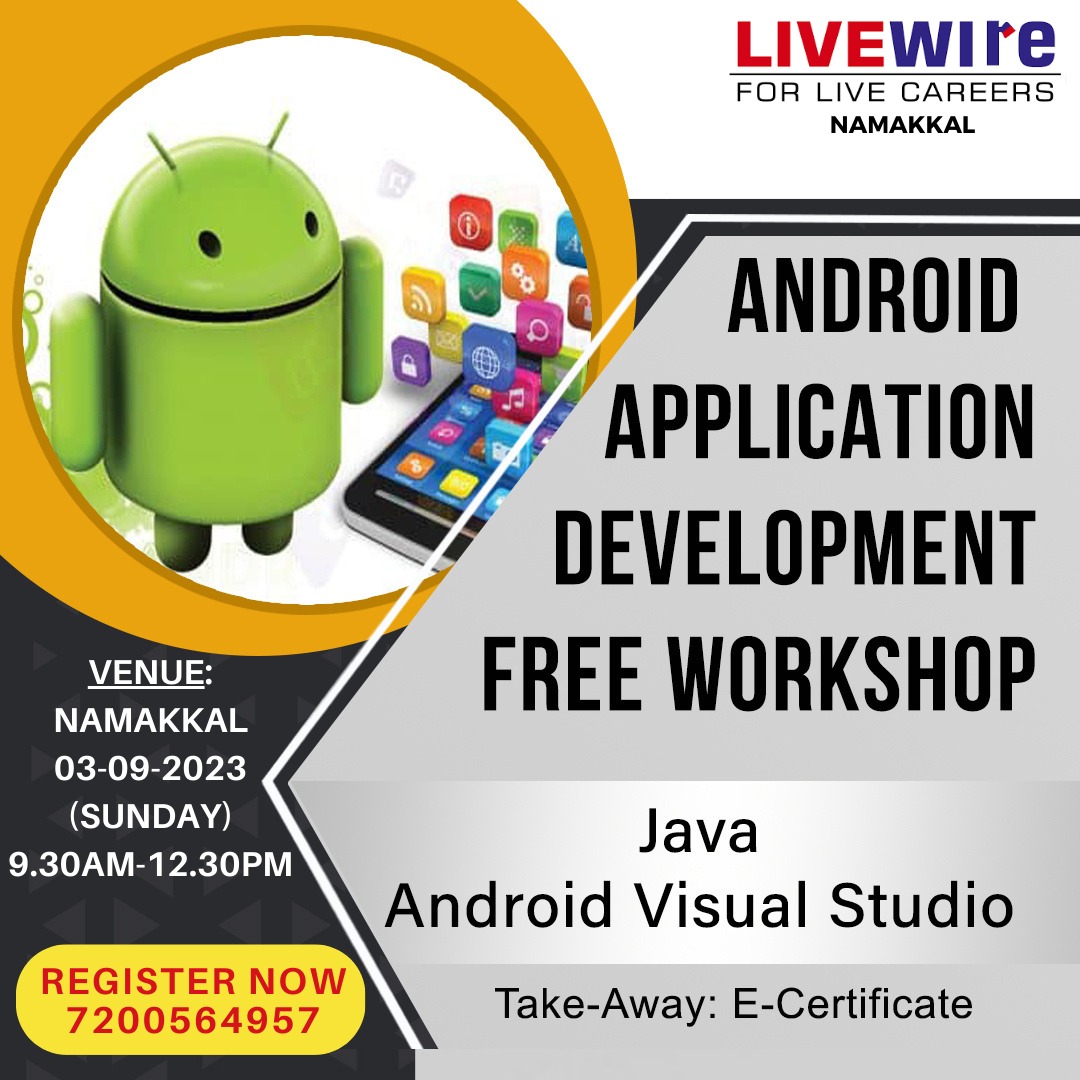 LIVEWIre
FOR LIVE CAREERS
NAMAKKAL
ANDROID
APPLICATION
DEVELOPMENT
FREE WORKSHOP
VENUE:
NAMAKKAL
03-09-2023
(SUNDAY)
9.30AM-12.30PM
Java
Android Visual Studio
REGISTER NOW
7200564957
Take-Away: E-Certificate